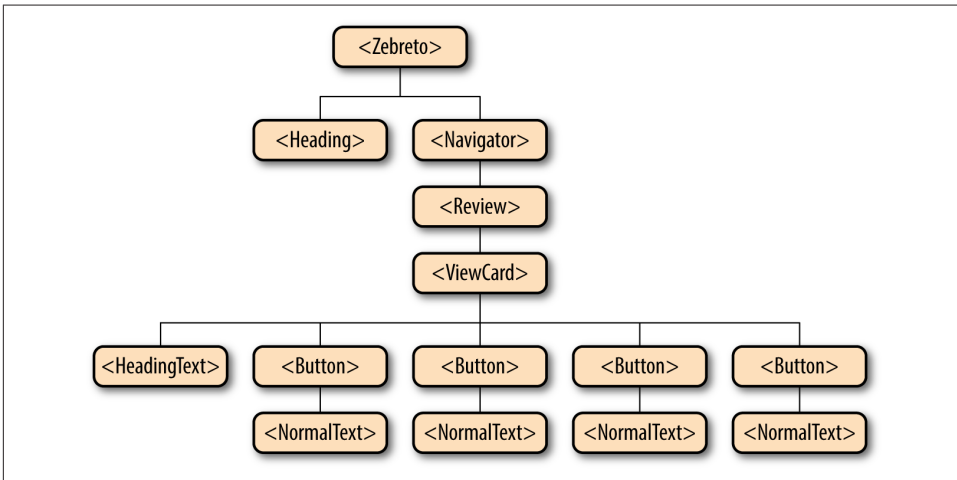 <Zebreto>
<Heading> <Navigator>
<Review>
<ViewCard>
<HeadingText> <Button> <Button> <Button> <Button>
<NormalText> <NormalText> <NormalText> <NormalText>